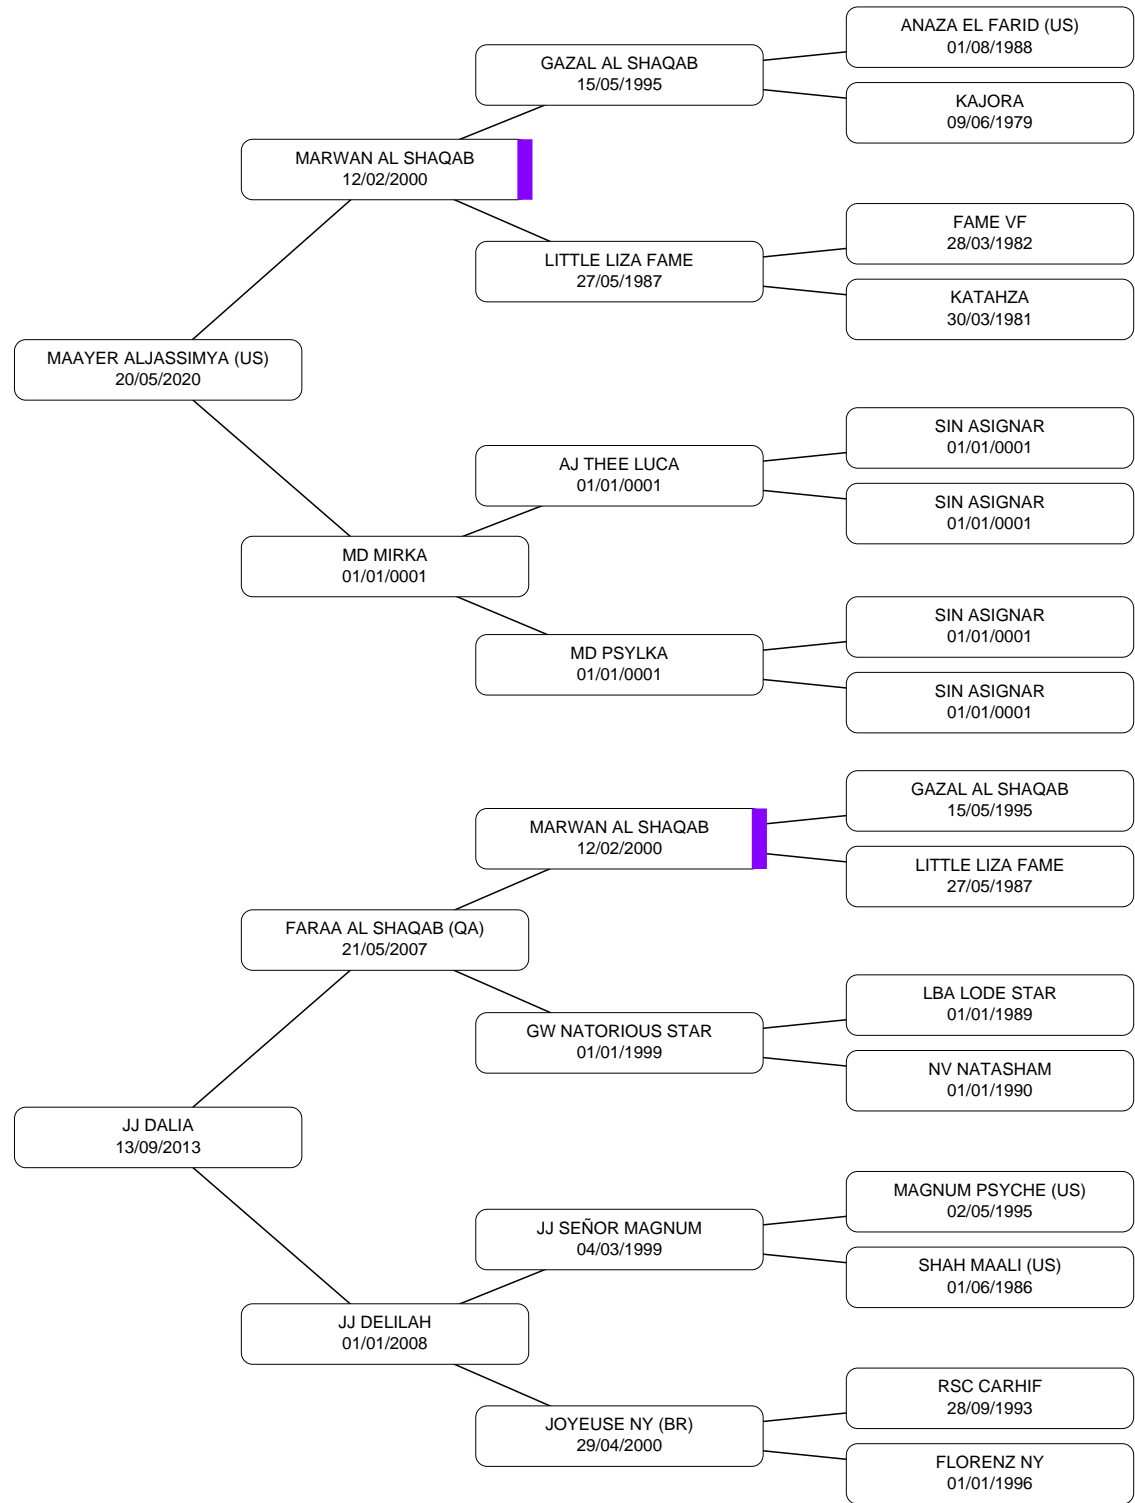 ANAZA EL FARID (US)
01/08/1988
GAZAL AL SHAQAB
15/05/1995
KAJORA
09/06/1979
MARWAN AL SHAQAB
12/02/2000
FAME VF
28/03/1982
LITTLE LIZA FAME
27/05/1987
KATAHZA
30/03/1981
MAAYER ALJASSIMYA (US)
20/05/2020
SIN ASIGNAR
01/01/0001
AJ THEE LUCA
01/01/0001
SIN ASIGNAR
01/01/0001
MD MIRKA
01/01/0001
SIN ASIGNAR
01/01/0001
MD PSYLKA
01/01/0001
SIN ASIGNAR
01/01/0001
GAZAL AL SHAQAB
15/05/1995
MARWAN AL SHAQAB
12/02/2000
LITTLE LIZA FAME
27/05/1987
FARAA AL SHAQAB (QA)
21/05/2007
LBA LODE STAR
01/01/1989
GW NATORIOUS STAR
01/01/1999
NV NATASHAM
01/01/1990
JJ DALIA
13/09/2013
MAGNUM PSYCHE (US)
02/05/1995
JJ SEÑOR MAGNUM
04/03/1999
SHAH MAALI (US)
01/06/1986
JJ DELILAH
01/01/2008
RSC CARHIF
28/09/1993
JOYEUSE NY (BR)
29/04/2000
FLORENZ NY
01/01/1996